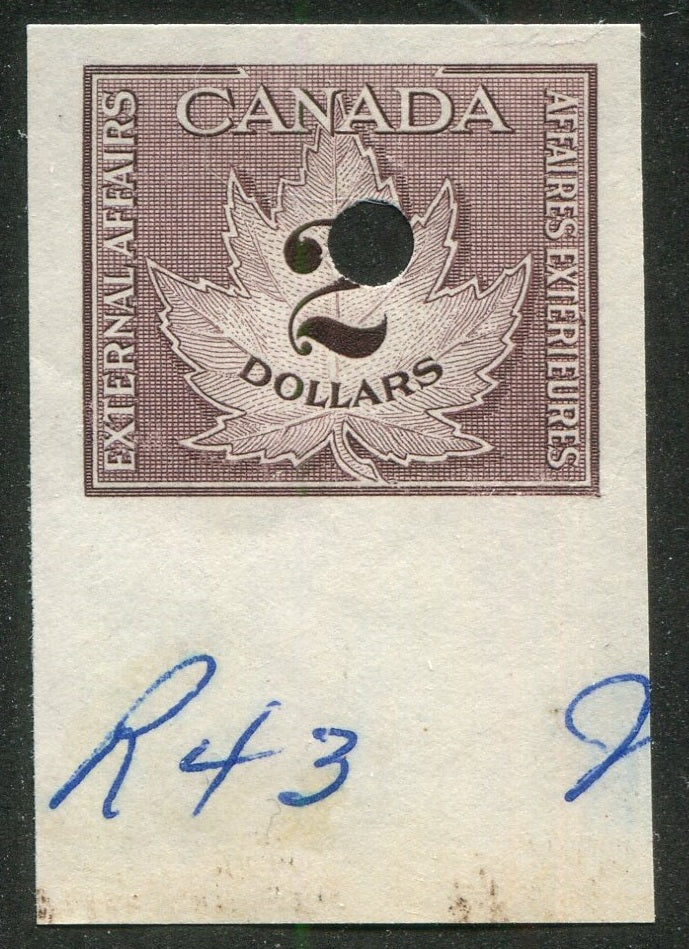 CANADA
EXTERNAL AFFAIRS
AFFAIRES EXTÉRIEURES
2
DOLLARS
R43